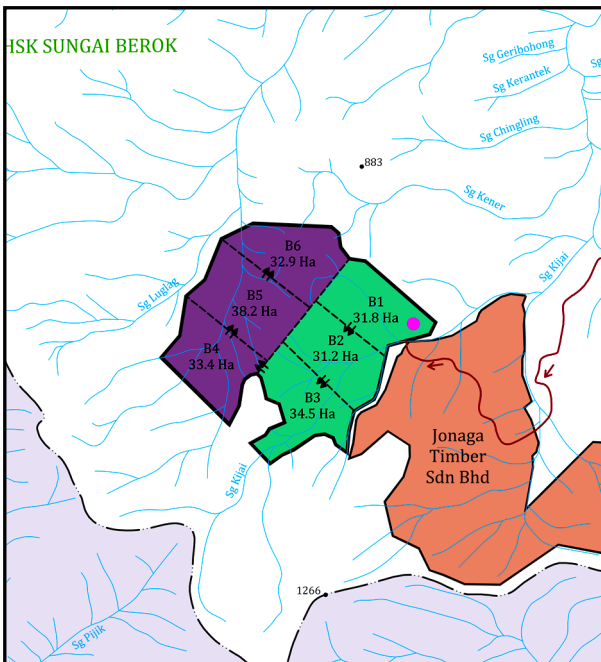 HSK SUNGAI BEROK
Sg Geribohong
Sg
Sg Kerantek
Sg Chingling
883
Sg Kener
Sg Kijai
Sg Luglag
B6
32.9 Ha
B5
38.2 Ha
B4
33.4 Ha
B1
31.8 Ha
B2
31.2 Ha
B3
34.5 Ha
Jonaga
Timber
Sdn Bhd
Sg Kijai
1266
Sg Pijik